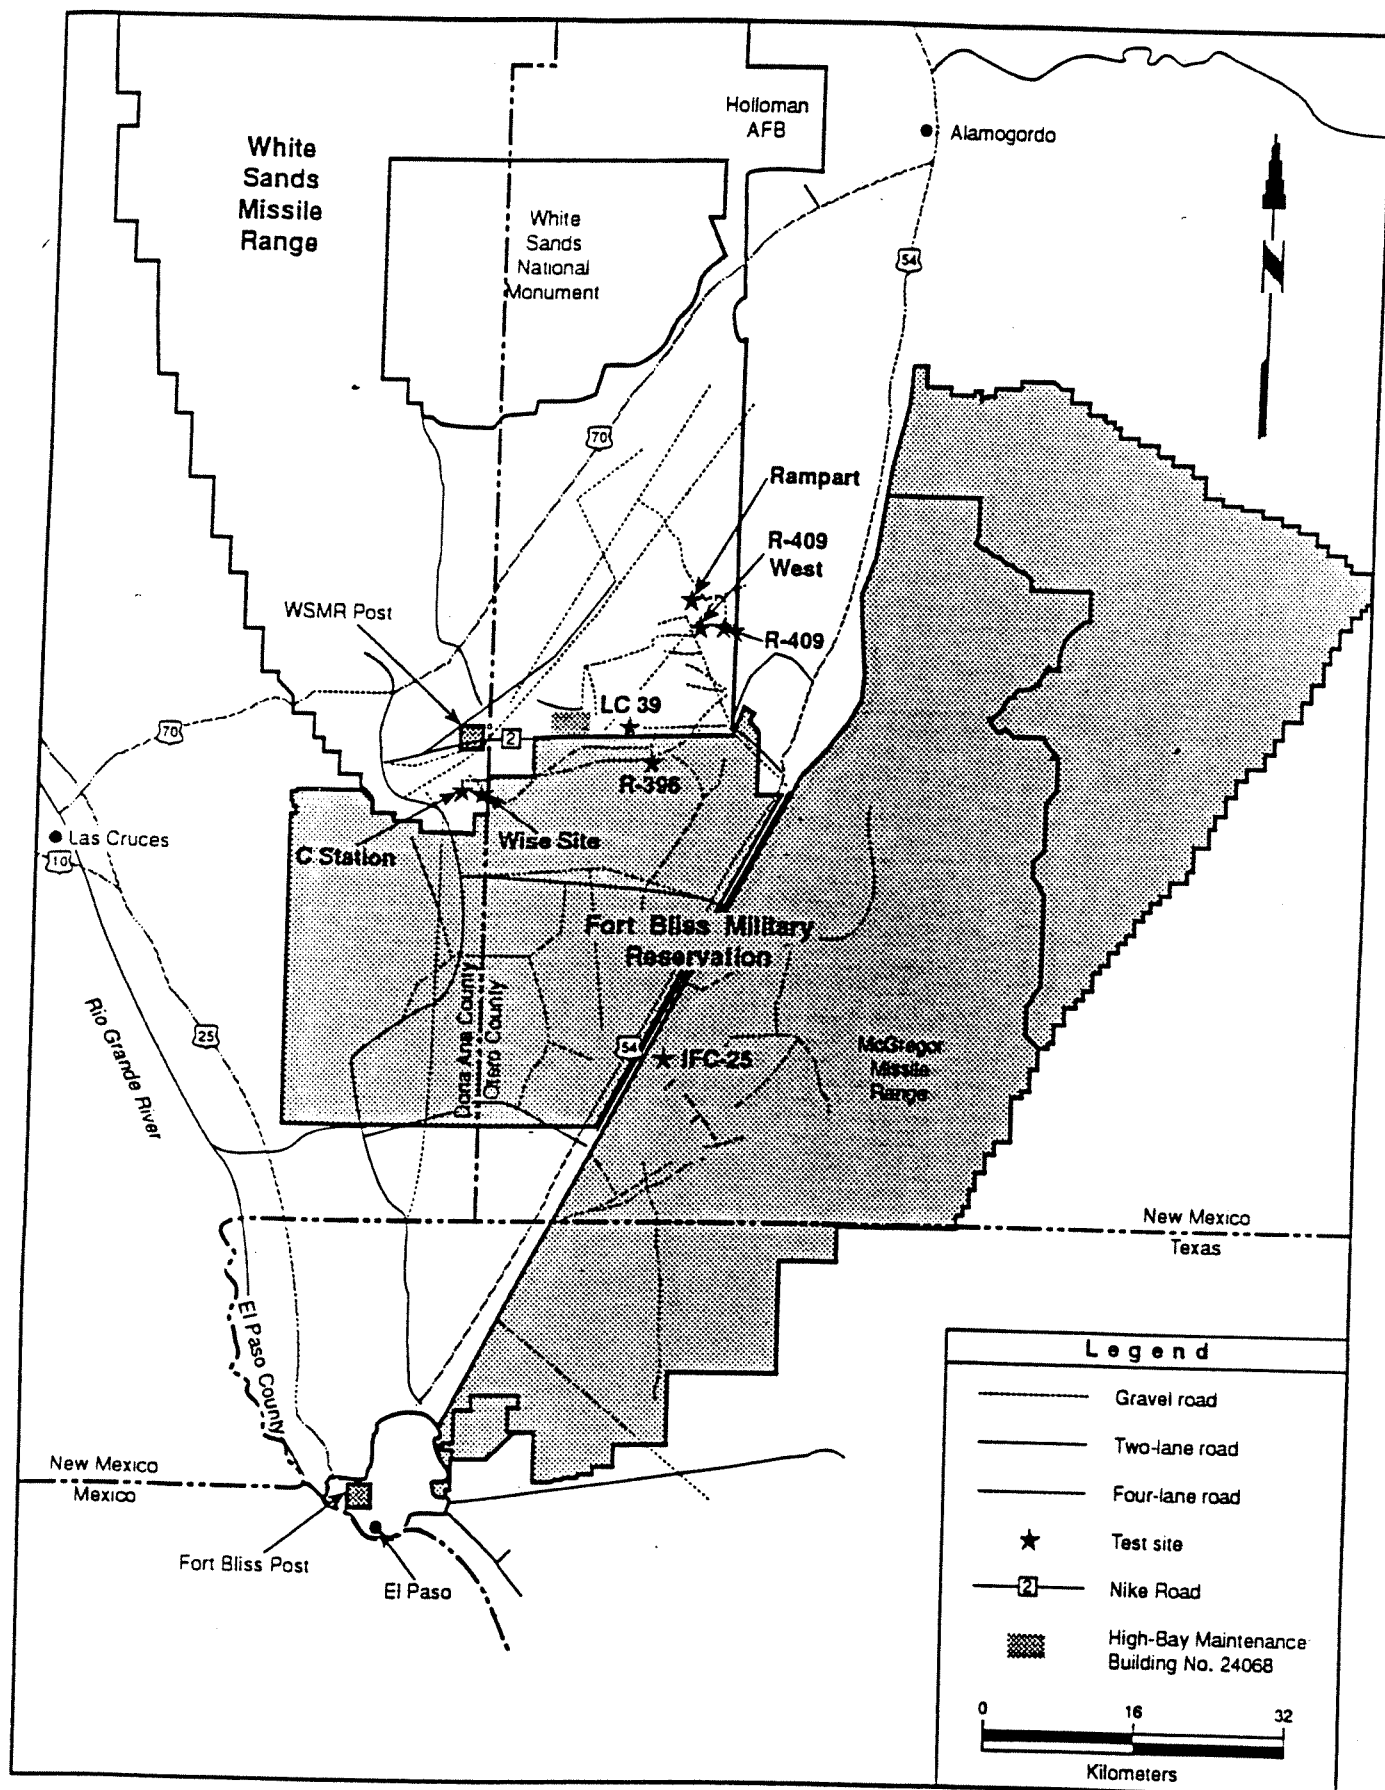 Holloman
AFB
Alamogordo
White
Sands
Missile
Range
White
Sands
National
Monument
54
70
Rampart
R-409
West
WSMR Post
R-409
LC 39
70
2
R-396
Las Cruces
10
C Station
Wise Site
Fort Bliss Military
Reservation
Dona Ana County
Otero County
Rio Grande River
25
54
IFC-25
McGregor
Missile
Range
New Mexico
Texas
El Paso County
New Mexico
Mexico
Fort Bliss Post
El Paso
Legend
Gravel road
Two-lane road
Four-lane road
Test site
2
Nike Road
High-Bay Maintenance
Building No. 24068
0 16 32
Kilometers